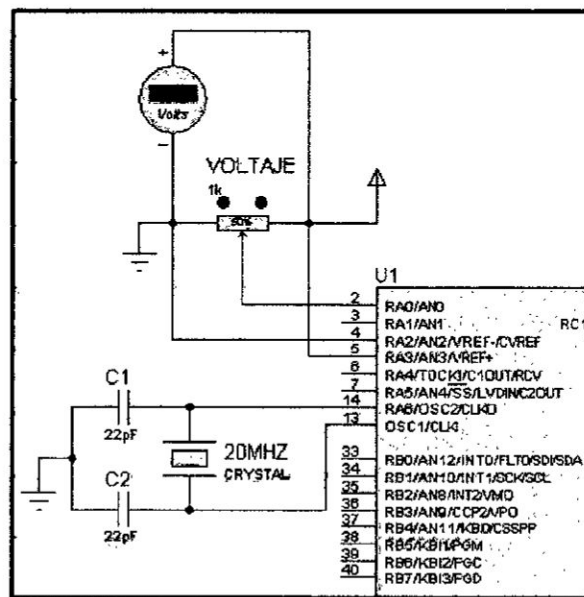 +
Volts
-
VOLTAJE
1k
50%
U1
2 RA0/AN0
3 RA1/AN1 RC1
4 RA2/AN2/VREF-/CVREF
5 RA3/AN3/VREF+
6 RA4/T0CKI/C1OUT/RCV
7 RA5/AN4/SS/LVDIN/C2OUT
14 RA6/OSC2/CLKO
13 OSC1/CLKI
C1
22pF
20MHZ
CRYSTAL
C2
22pF
33 RB0/AN12/INT0/FLT0/SDI/SDA
34 RB1/AN10/INT1/SCK/SCL
35 RB2/AN8/INT2/VMO
36 RB3/AN9/CCP2/VPO
37 RB4/AN11/KBI0/CSSPP
38 RB5/KBI1/PGM
39 RB6/KBI2/PGC
40 RB7/KBI3/PGD